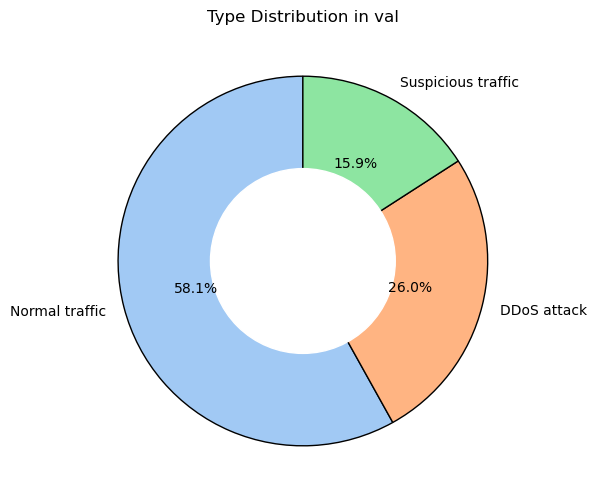 Type Distribution in val
Suspicious traffic
15.9%
58.1%
26.0%
Normal traffic
DDoS attack